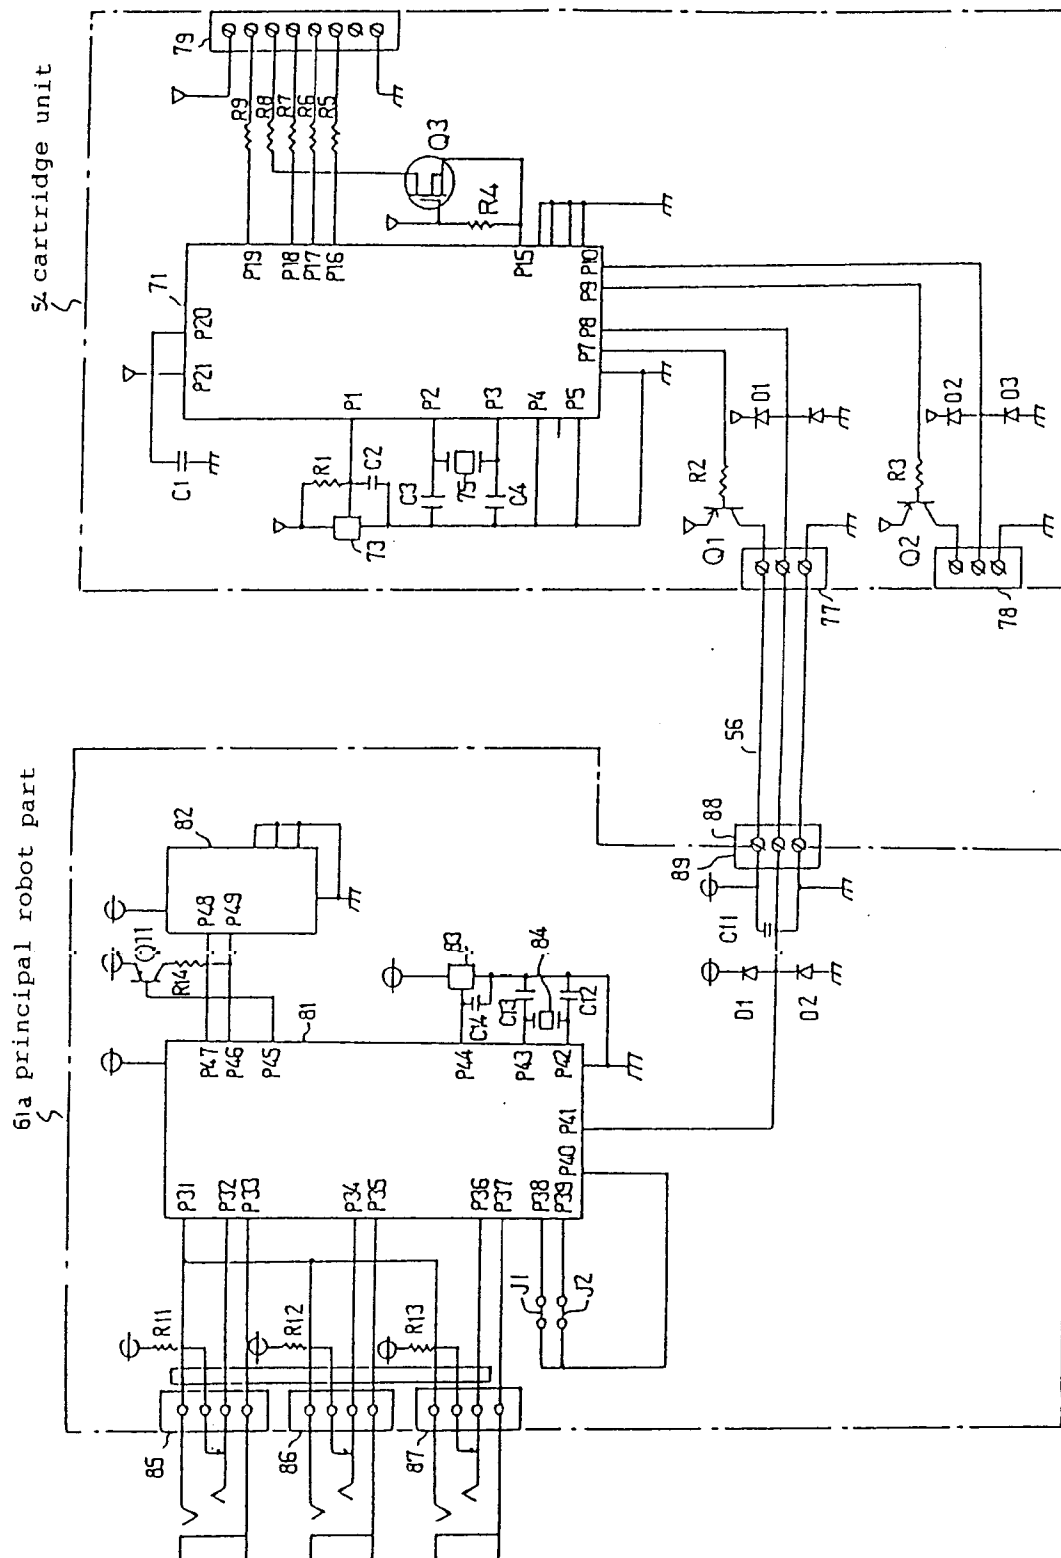 54 cartridge unit
79
R9
R8
R7
R6
R5
Q3
R4
P19
P18
P17
P16
P15
71
P20
P21
P10
P9
P8
P7
P1
P2
P3
P4
P5
C1
R1
C2
73
C3
75
C4
R2
D1
Q1
77
R3
D2
D3
Q2
78
56
61a principal robot part
82
P48
P49
Q11
R14
81
P47
P46
P45
83
84
C14
C13
C12
P44
P43
P42
P41
P40
88
89
C11
D1
D2
P31
P32
P33
P34
P35
P36
P37
P38
P39
J1
J2
R11
R12
R13
85
86
87